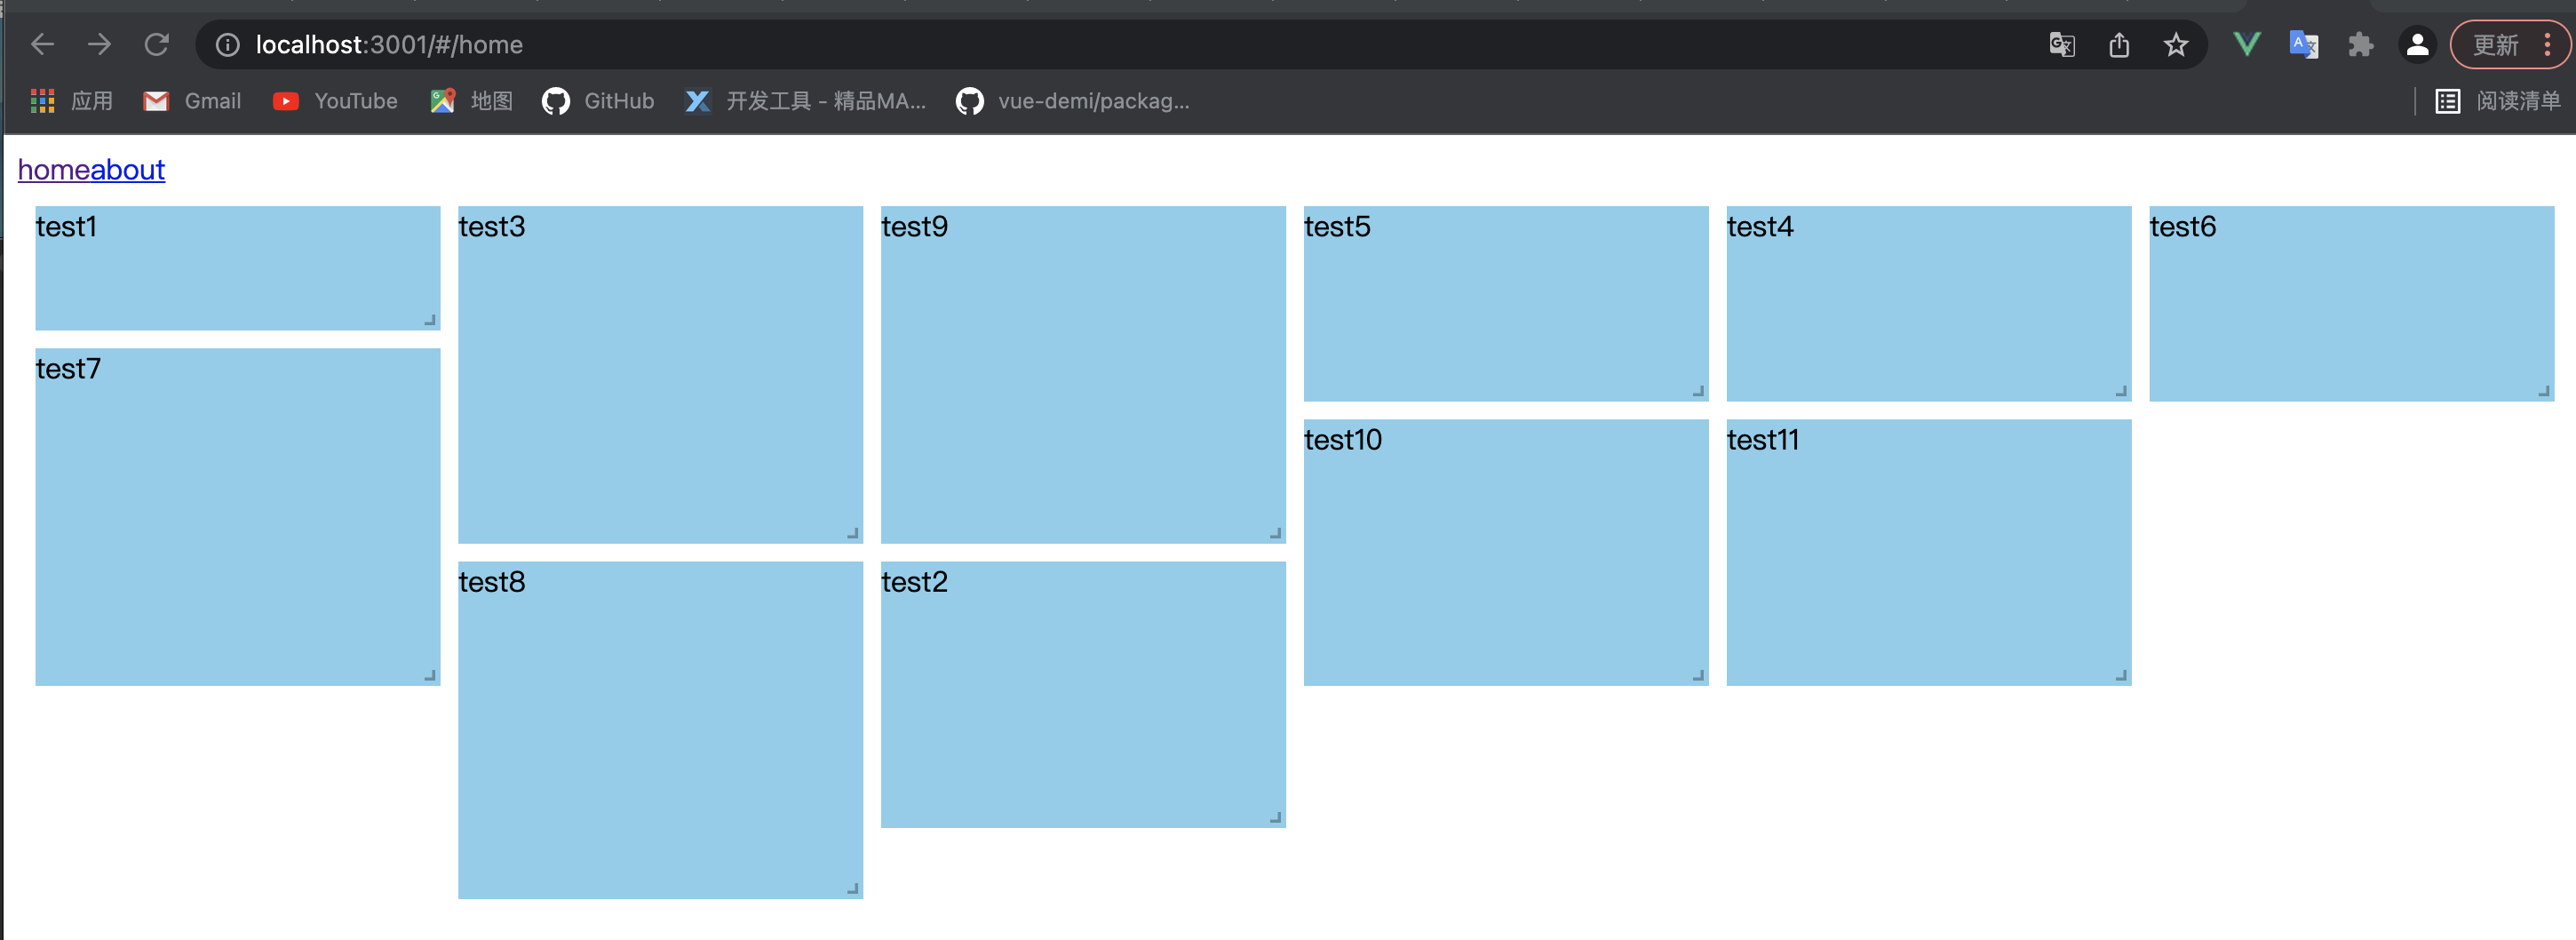 localhost:3001/#/home
更新
应用 Gmail YouTube 地图 GitHub 开发工具 - 精品MA... vue-demi/packag... 阅读清单
homeabout
test1 test3 test9 test5 test4 test6
test7
test10 test11
test8 test2